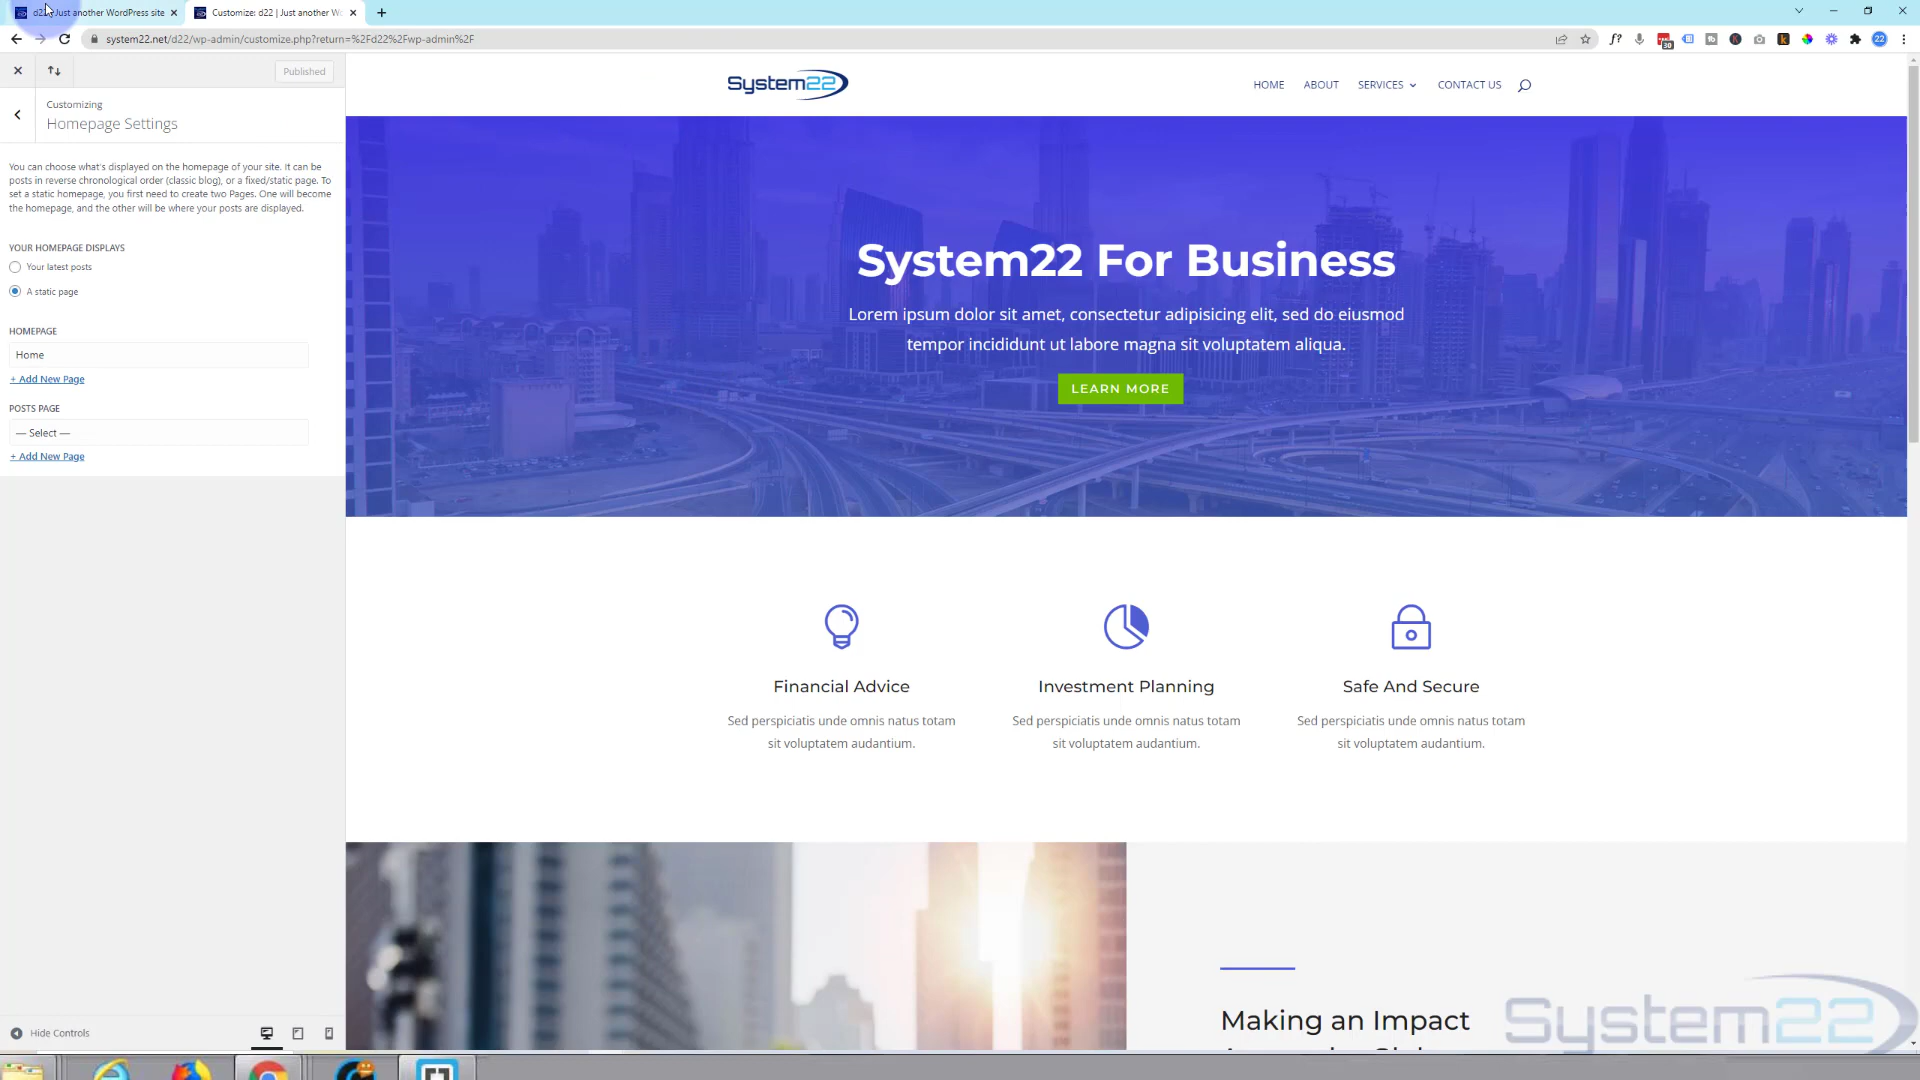 Just another WordPress site
Customize: d22 | Just another W
system22.net/d22/wp-admin/customize.php?return=%2Fd22%2Fwp-admin%2F
30
22
Published
Customizing
Homepage Settings
You can choose what's displayed on the homepage of your site. It can be
posts in reverse chronological order (classic blog), or a fixed/static page. To
set a static homepage, you first need to create two Pages. One will become
the homepage, and the other will be where your posts are displayed.
YOUR HOMEPAGE DISPLAYS
Your latest posts
A static page
HOMEPAGE
Home
+ Add New Page
POSTS PAGE
— Select —
+ Add New Page
Hide Controls
System22
HOME ABOUT SERVICES CONTACT US
System22 For Business
Lorem ipsum dolor sit amet, consectetur adipisicing elit, sed do eiusmod
tempor incididunt ut labore magna sit voluptatem aliqua.
LEARN MORE
Financial Advice
Sed perspiciatis unde omnis natus totam
sit voluptatem audantium.
Investment Planning
Sed perspiciatis unde omnis natus totam
sit voluptatem audantium.
Safe And Secure
Sed perspiciatis unde omnis natus totam
sit voluptatem audantium.
Making an Impact
System22